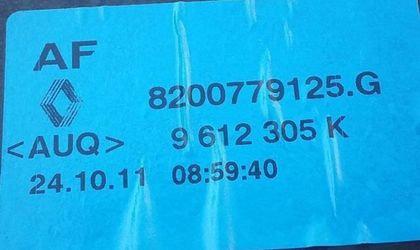 AF
8200779125.G
<AUQ> 9 612 305 K
24.10.11 08:59:40